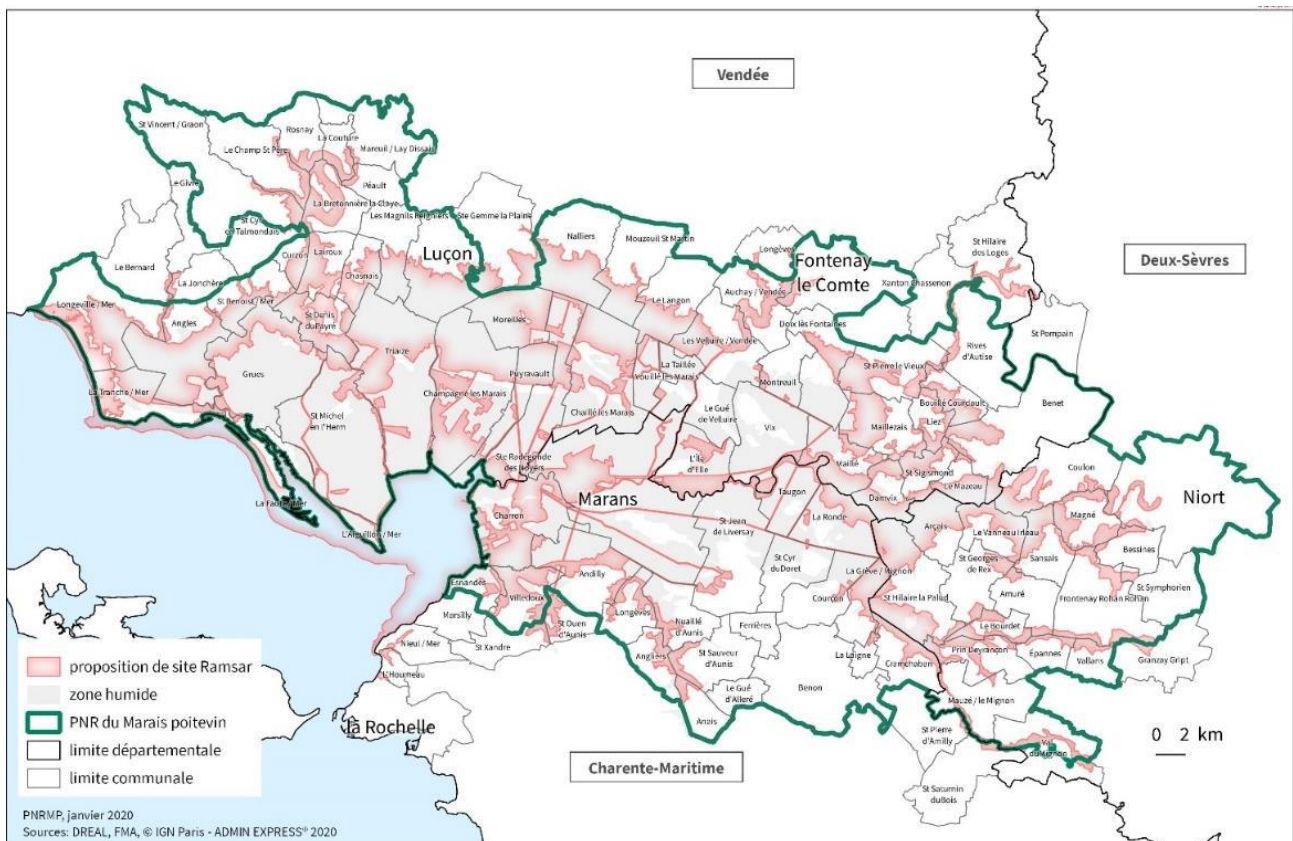 Vendée
St Vincent / Graon
Rosnay
La Couture
Le Champ St Père
Mareuil / Lay Dissais
Le Givre
Péault
La Bretonnière la Claye
Les Magnils Reigniers
Ste Gemme la Plaine
St Cyr
en Talmondais
Nalliers
Mouzeuil St Martin
Longèves
St Hilaire
des Loges
Luçon
Fontenay
le Comte
Deux-Sèvres
Le Bernard
Curzon
Lairoux
Chasnais
La Jonchère
Auchay / Vendée
Xanton Chassenon
Longeville / Mer
St Benoist / Mer
Le Langon
Angles
St Denis
du Payré
Moreilles
Doix lès Fontaines
St Pompain
Les Velluire / Vendée
Rives
d'Autise
Triaize
La Taillée
St Pierre le Vieux
Grues
Puyravault
Vouillé les Marais
Montreuil
La Tranche / Mer
Champagné les Marais
Bouillé Courdault
Benet
St Michel
en l'Herm
Chaillé les Marais
Le Gué
de Velluire
Vix
Maillezais
Liez
Ste Radégonde
des Noyers
L'Île
d'Elle
Maillé
St Sigismond
Coulon
Le Mazeau
La Faute / Mer
Marans
Taugon
Damvix
Niort
Charron
La Ronde
Magné
L'Aiguillon / Mer
St Jean
de Liversay
Arçais
Le Vanneau Irleau
Bessines
St Cyr
du Doret
St Georges
de Rex
Sansais
Esnandes
Andilly
La Grève / Mignon
St Symphorien
Villedoux
Courçon
Amuré
Frontenay Rohan Rohan
Marsilly
Longèves
St Hilaire la Palud
St Ouen
d'Aunis
Nuaillé
d'Aunis
Ferrières
Le Bourdet
Nieul / Mer
St Xandre
Angliers
St Sauveur
d'Aunis
La Laigne
Cramchaban
Prin Deyrançon
Épannes
Vallans
Granzay Gript
L'Houmeau
Le Gué
d'Alleré
Benon
Mauzé / le Mignon
Anais
la Rochelle
St Pierre
d'Amilly
Val
du Mignon
0 2 km
Charente-Maritime
St Saturnin
du Bois
proposition de site Ramsar
zone humide
PNR du Marais poitevin
limite départementale
limite communale
PNRMP, janvier 2020
Sources: DREAL, FMA, © IGN Paris - ADMIN EXPRESS® 2020